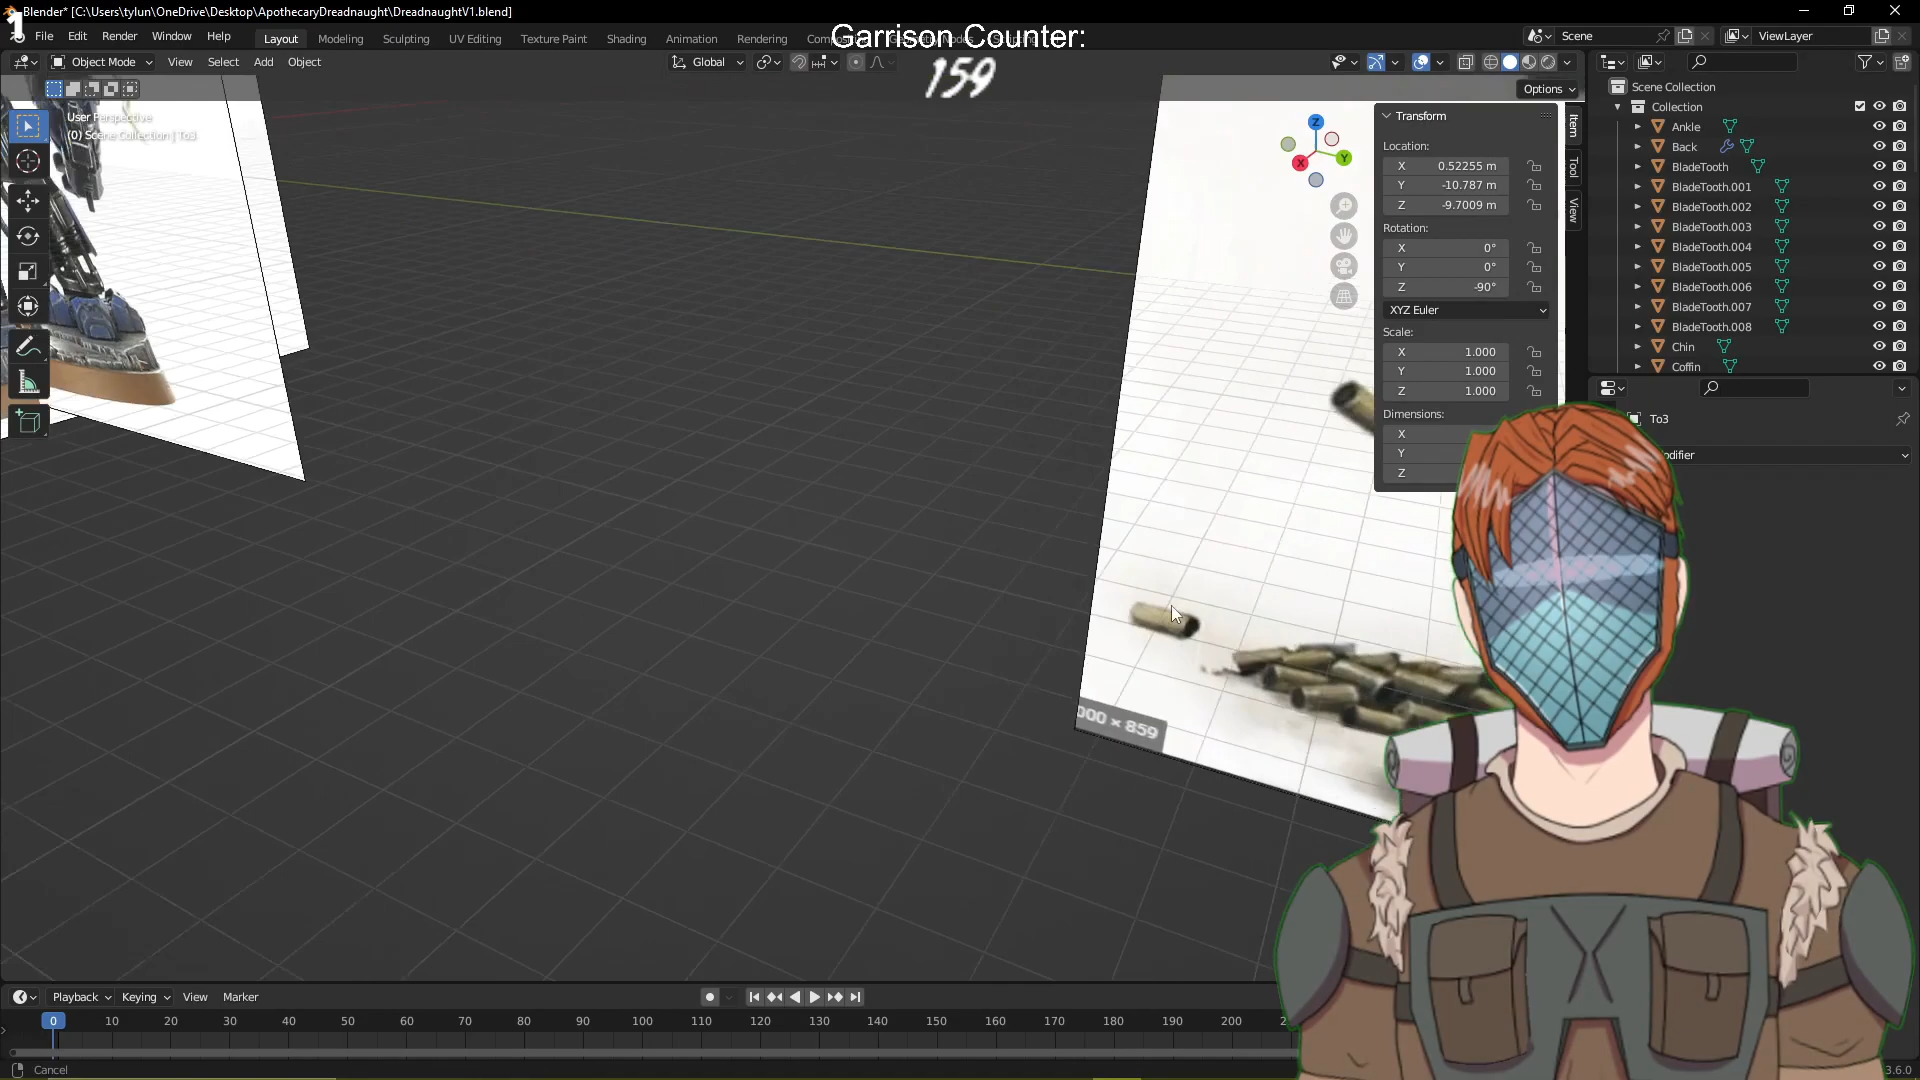 1
Blender* [C:\Users\tylun\OneDrive\Desktop\ApothecaryDreadnaught\DreadnaughtV1.blend]
File Edit Render Window Help Layout Modeling Sculpting UV Editing Texture Paint Shading Animation Rendering
Garrison Counter:
159
Scene
ViewLayer
Object Mode View Select Add Object
Global
Options
User Perspective
(0) Scene Collection | To3
Transform
Location:
X 0.52255 m
Y -10.787 m
Z -9.7009 m
Rotation:
X 0°
Y 0°
Z -90°
XYZ Euler
Scale:
X 1.000
Y 1.000
Z 1.000
Dimensions:
X
Y
Z
Item
Tool
View
Z
Y
X
Scene Collection
Collection
Ankle
Back
BladeTooth
BladeTooth.001
BladeTooth.002
BladeTooth.003
BladeTooth.004
BladeTooth.005
BladeTooth.006
BladeTooth.007
BladeTooth.008
Chin
Coffin
To3
odifier
000 × 859
Playback Keying View Marker
0 10 20 30 40 50 60 70 80 90 100 110 120 130 140 150 160 170 180 190 200
Cancel
3.6.0